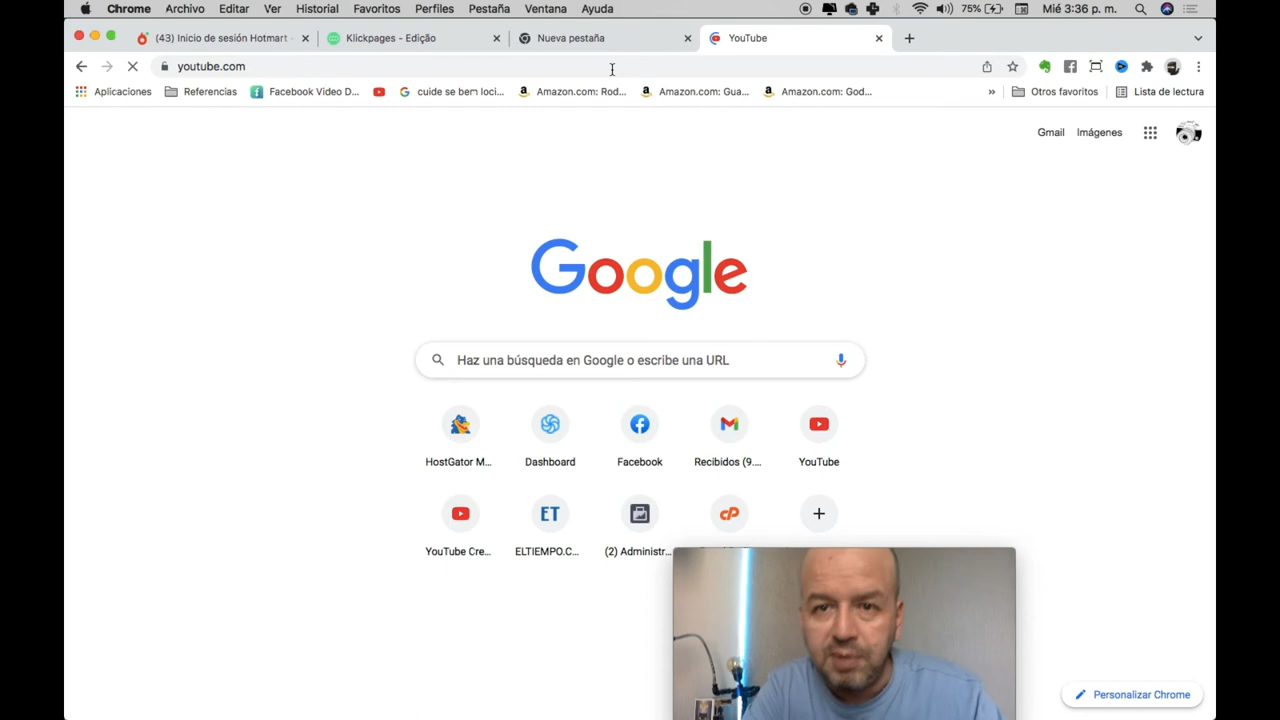 Chrome Archivo Editar Ver Historial Favoritos Perfiles Pestaña Ventana Ayuda 75% Mié 3:36 p. m.
(43) Inicio de sesión Hotmart Klickpages - Edição Nueva pestaña YouTube
youtube.com
Aplicaciones Referencias Facebook Video D... cuide se bem loci... Amazon.com: Rod... Amazon.com: Gua... Amazon.com: God... » Otros favoritos Lista de lectura
Gmail Imágenes
Google
Haz una búsqueda en Google o escribe una URL
HostGator M... Dashboard Facebook Recibidos (9.... YouTube
ET
YouTube Cre... ELTIEMPO.C... (2) Administr...
Personalizar Chrome